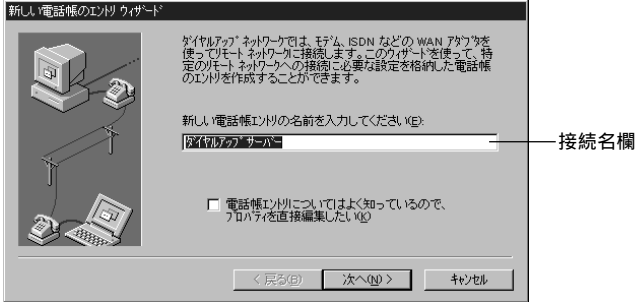 新しい電話帳のエントリ ウィザード
ダイヤルアップ ネットワークでは、モデム、ISDN などの WAN アダプタを
使ってリモート ネットワークに接続します。このウィザードを使って、特
定のリモート ネットワークへの接続に必要な設定を格納した電話帳
のエントリを作成することができます。
新しい電話帳エントリの名前を入力してください(E):
ダイヤルアップ サーバー
接続名欄
電話帳エントリについてはよく知っているので、
プロパティを直接編集したい(K)
< 戻る(B)
次へ(N) >
キャンセル